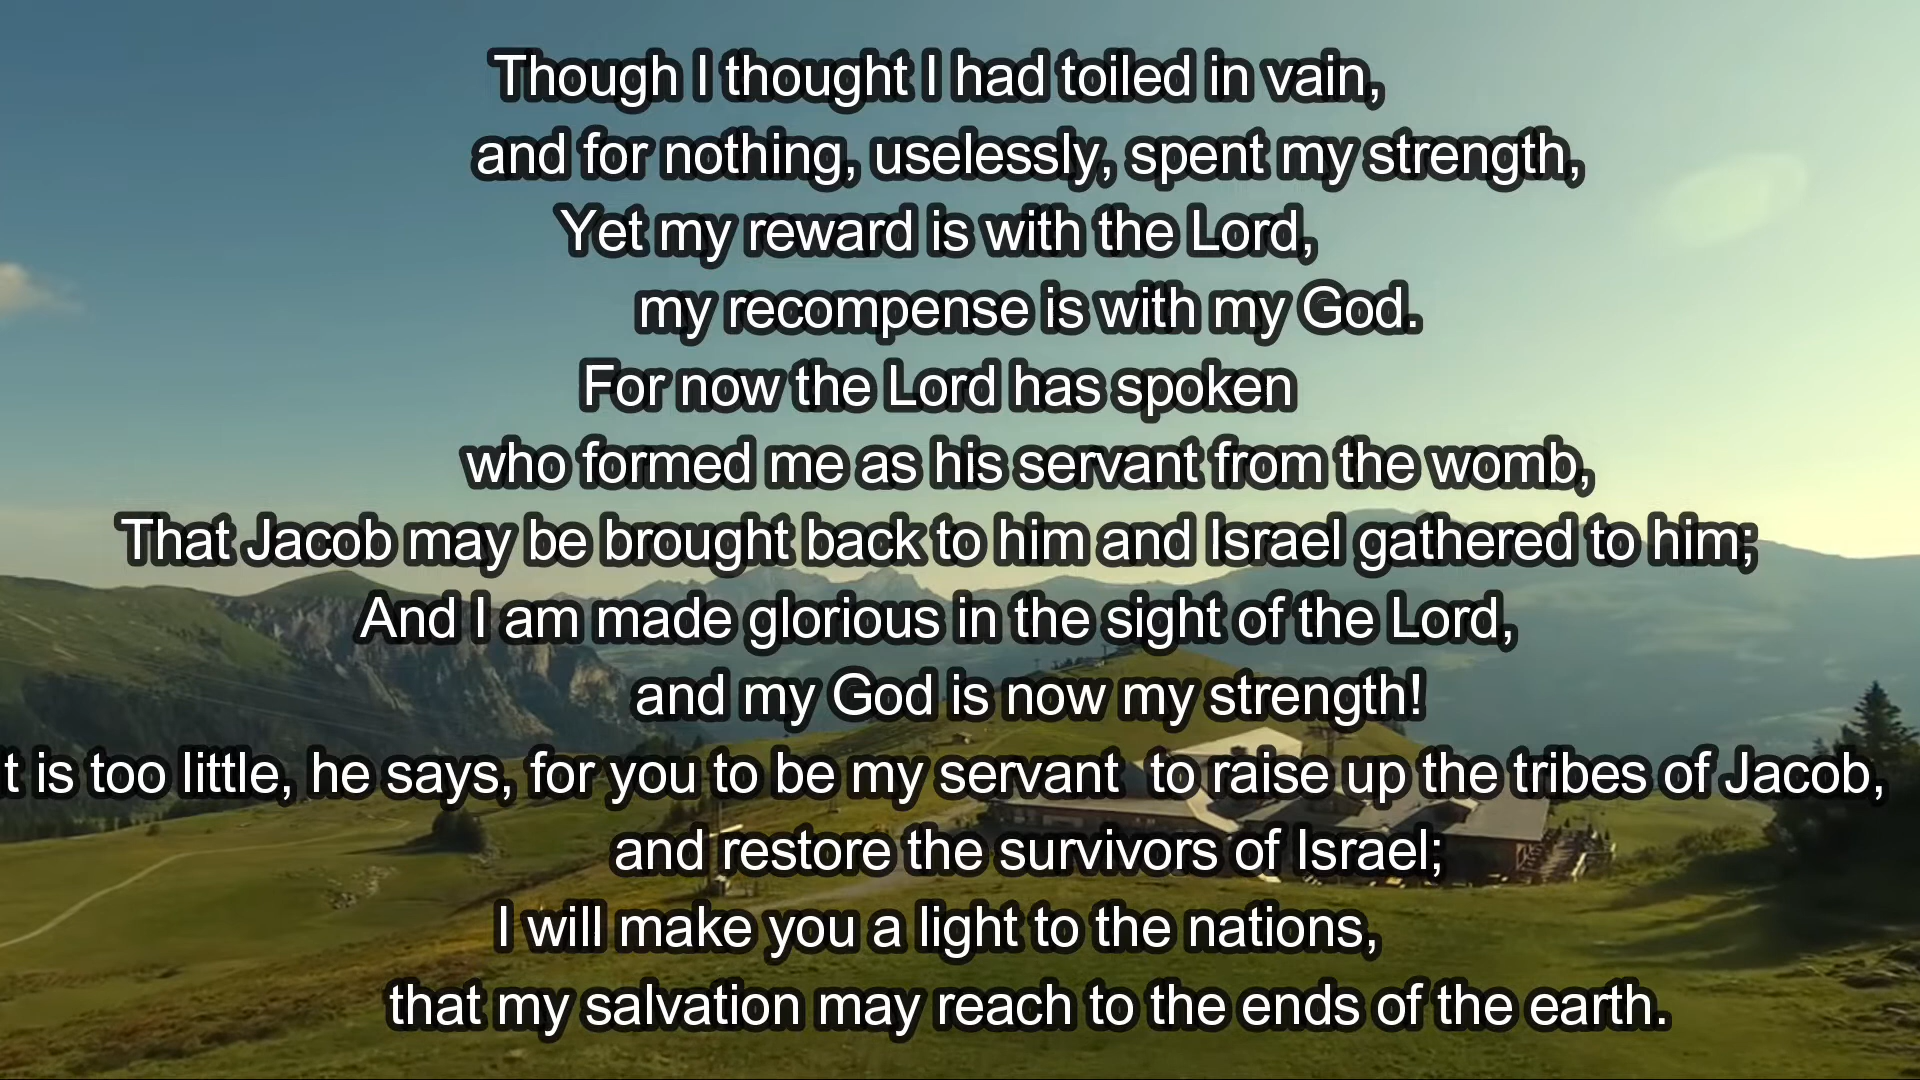 Though I thought I had toiled in vain,
and for nothing, uselessly, spent my strength,
Yet my reward is with the Lord,
my recompense is with my God.
For now the Lord has spoken
who formed me as his servant from the womb,
That Jacob may be brought back to him and Israel gathered to him;
And I am made glorious in the sight of the Lord,
and my God is now my strength!
t is too little, he says, for you to be my servant  to raise up the tribes of Jacob,
and restore the survivors of Israel;
I will make you a light to the nations,
that my salvation may reach to the ends of the earth.